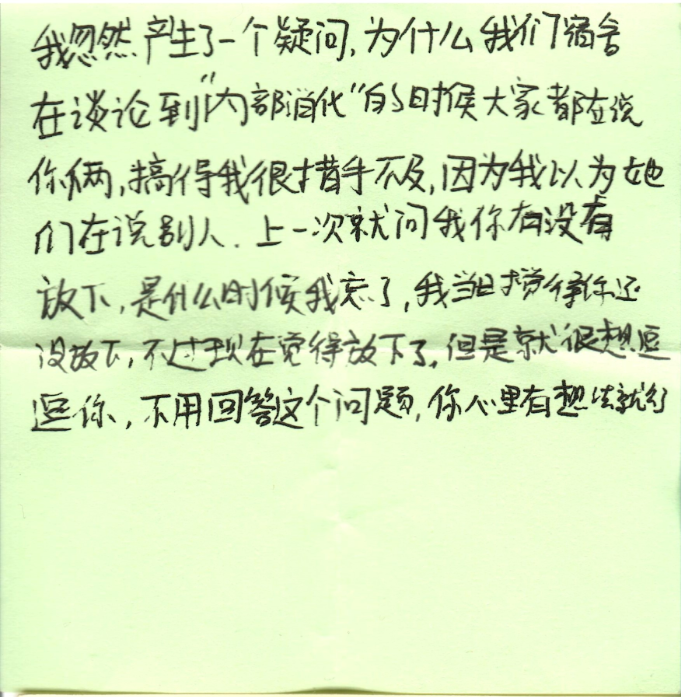 我忽然产生了一个疑问,为什么我们宿舍
在谈论到“内部消化”的时候大家都在说
你俩,搞得我很措手不及,因为我以为她
们在说别人.上一次就问我你有没有
放下,是什么时候我忘了,我当时觉得你还
没放下,不过现在觉得放下了.但是就很想逗
逗你,不用回答这个问题,你心里有想法就行